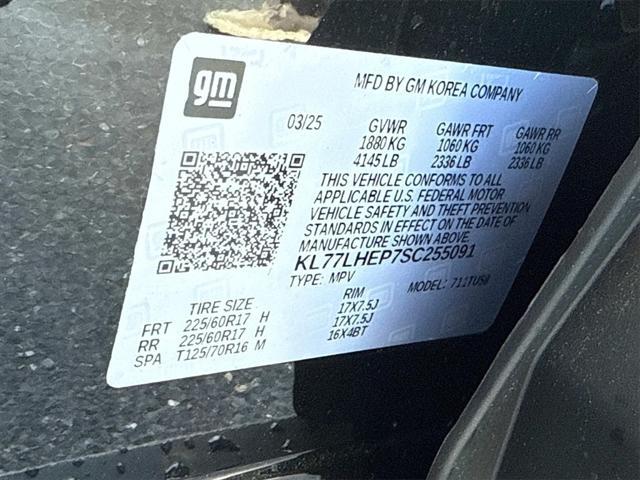 gm
MFD BY GM KOREA COMPANY
03/25 GVWR GAWR FRT GAWR RR
1880 KG 1060 KG 1060 KG
4145 LB 2336 LB 2336 LB
THIS VEHICLE CONFORMS TO ALL
APPLICABLE U.S. FEDERAL MOTOR
VEHICLE SAFETY AND THEFT PREVENTION
STANDARDS IN EFFECT ON THE DATE OF
MANUFACTURE SHOWN ABOVE.
KL77LHEP7SC255091
TYPE: MPV MODEL: 711TUS8
TIRE SIZE RIM
FRT 225/60R17 H 17X7.5J
RR 225/60R17 H 17X7.5J
SPA T125/70R16 M 16X4BT